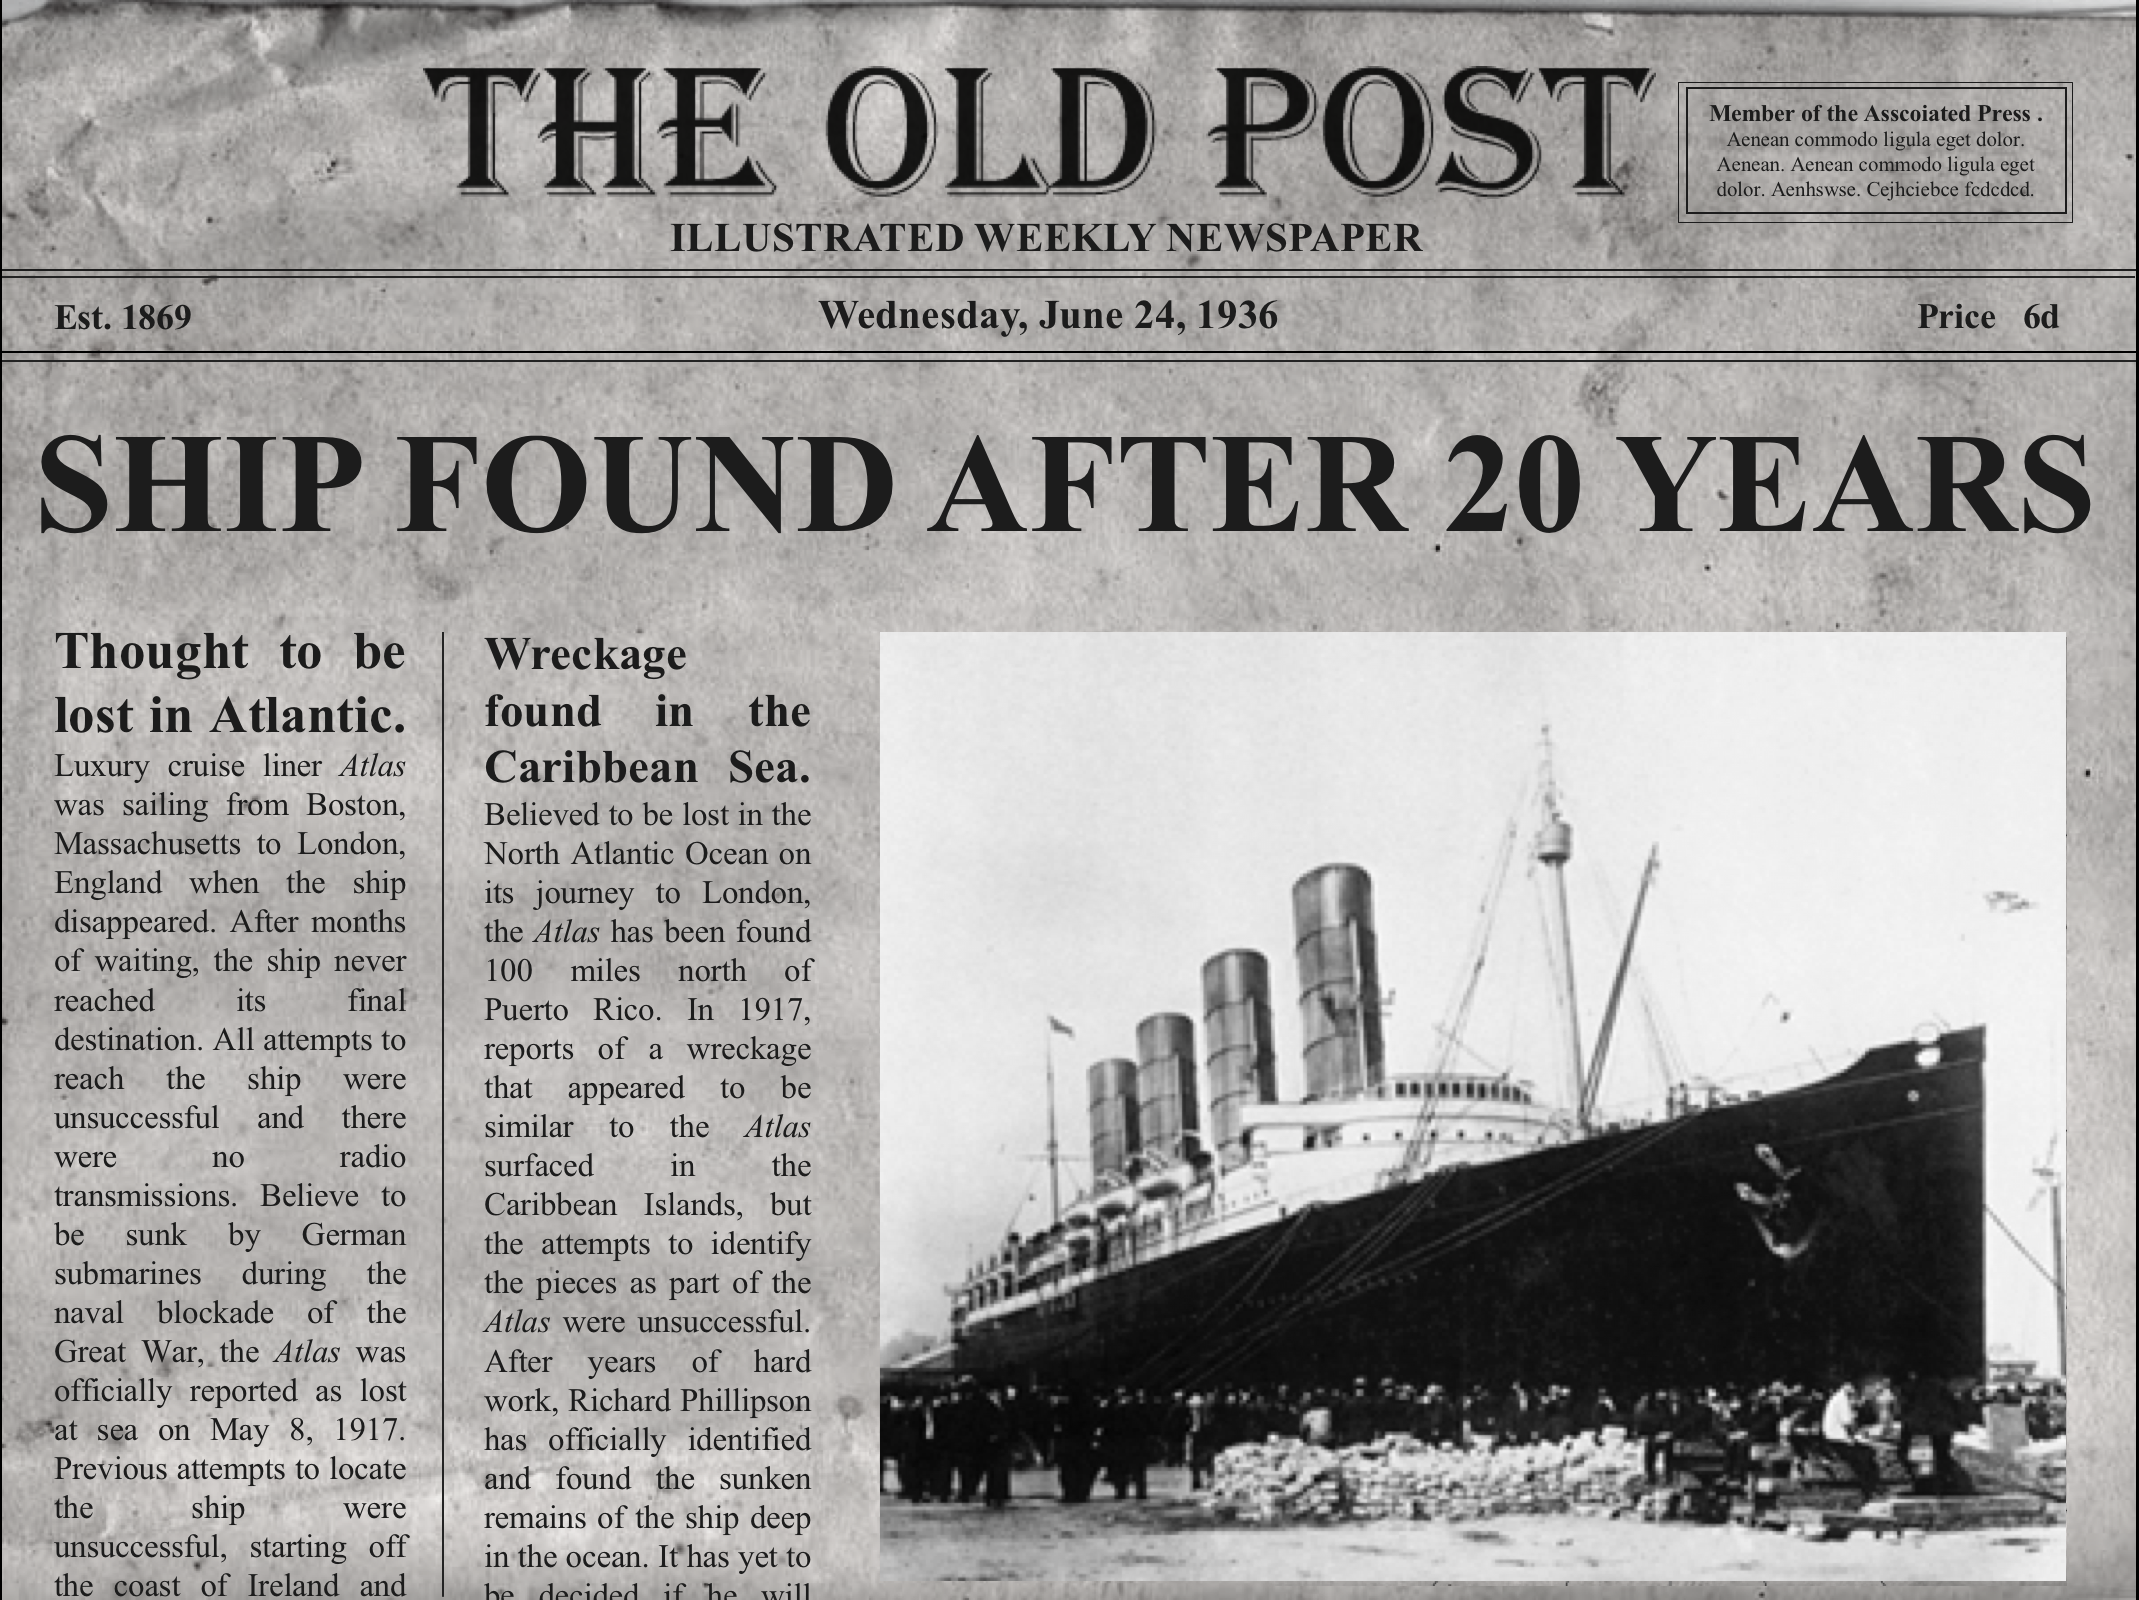 THE OLD POST
Member of the Asscoiated Press .
Aenean commodo ligula eget dolor.
Aenean. Aenean commodo ligula eget
dolor. Aenhswse. Cejhciebce fcdcdcd.
ILLUSTRATED WEEKLY NEWSPAPER
Est. 1869
Wednesday, June 24, 1936
Price 6d
SHIP FOUND AFTER 20 YEARS
Thought to be
lost in Atlantic.
Luxury cruise liner Atlas
was sailing from Boston,
Massachusetts to London,
England when the ship
disappeared. After months
of waiting, the ship never
reached its final
destination. All attempts to
reach the ship were
unsuccessful and there
were no radio
transmissions. Believe to
be sunk by German
submarines during the
naval blockade of the
Great War, the Atlas was
officially reported as lost
at sea on May 8, 1917.
Previous attempts to locate
the ship were
unsuccessful, starting off
the coast of Ireland and
Wreckage
found in the
Caribbean Sea.
Believed to be lost in the
North Atlantic Ocean on
its journey to London,
the Atlas has been found
100 miles north of
Puerto Rico. In 1917,
reports of a wreckage
that appeared to be
similar to the Atlas
surfaced in the
Caribbean Islands, but
the attempts to identify
the pieces as part of the
Atlas were unsuccessful.
After years of hard
work, Richard Phillipson
has officially identified
and found the sunken
remains of the ship deep
in the ocean. It has yet to
be decided if he will